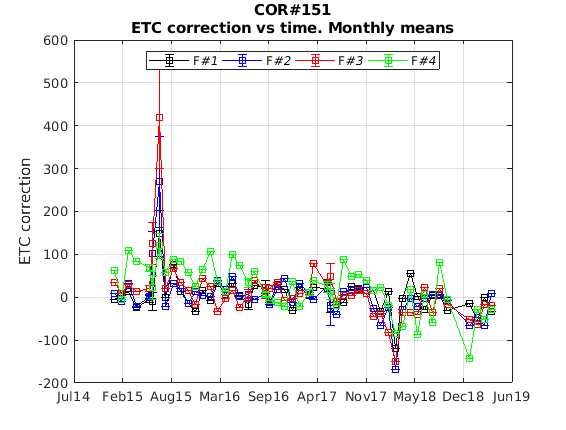 COR#151
ETC correction vs time. Monthly means
F#1 F#2 F#3 F#4
ETC correction
600
500
400
300
200
100
0
-100
-200
Jul14 Feb15 Aug15 Mar16 Sep16 Apr17 Nov17 May18 Dec18 Jun19